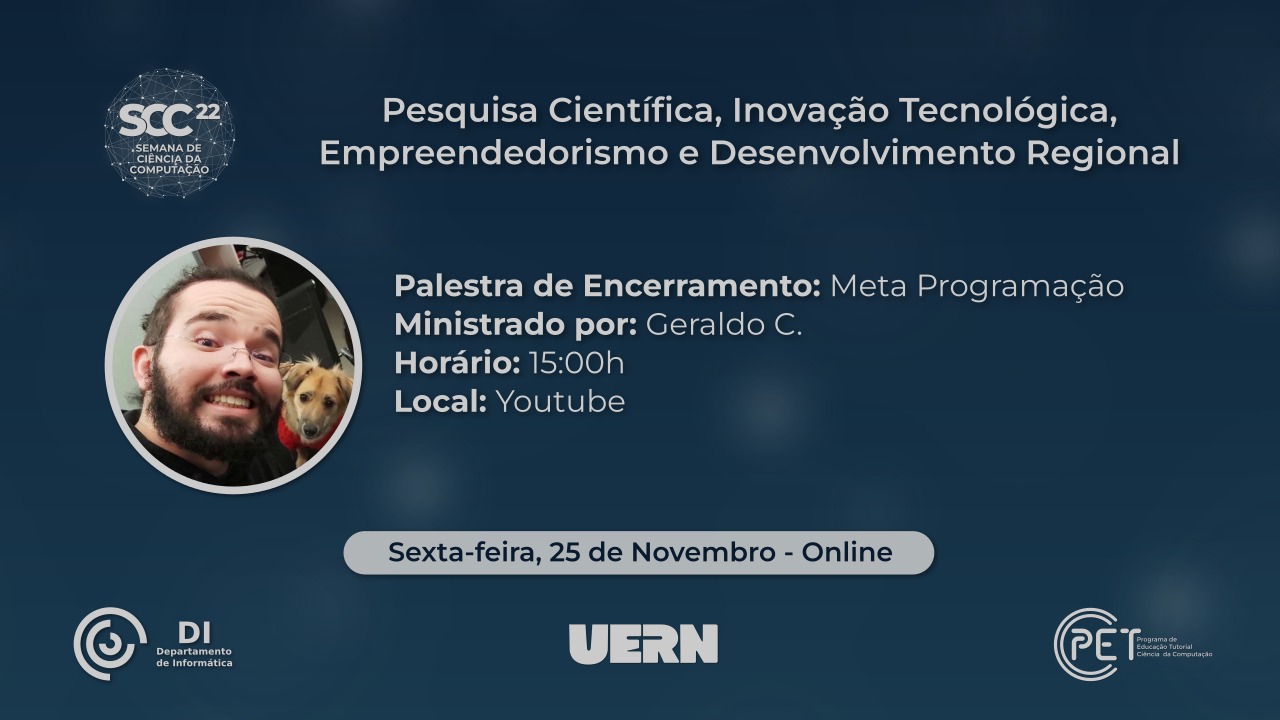 SCC 22
SEMANA DE
CIÊNCIA DA
COMPUTAÇÃO
Pesquisa Científica, Inovação Tecnológica,
Empreendedorismo e Desenvolvimento Regional
Palestra de Encerramento: Meta Programação
Ministrado por: Geraldo C.
Horário: 15:00h
Local: Youtube
Sexta-feira, 25 de Novembro - Online
DI
Departamento
de Informática
UERN
PET
Programa de
Educação Tutorial
Ciência da Computação